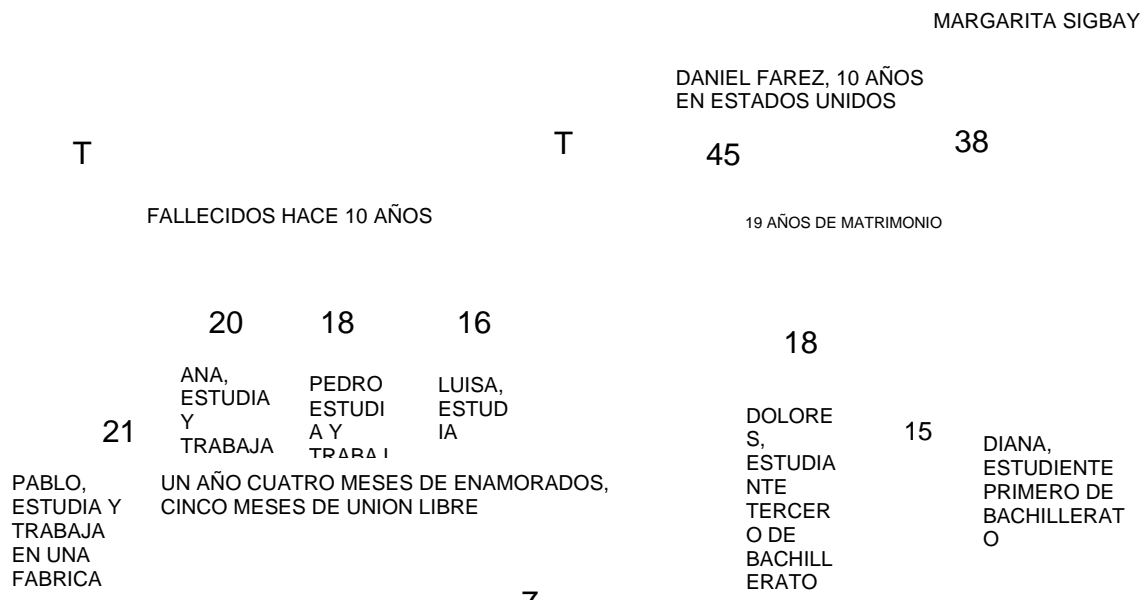 MARGARITA SIGBAY
DANIEL FAREZ, 10 AÑOS
EN ESTADOS UNIDOS
T
T
45
38
FALLECIDOS HACE 10 AÑOS
19 AÑOS DE MATRIMONIO
20
18
16
18
ANA,
ESTUDIA
Y
TRABAJA
PEDRO
ESTUDI
A Y
TRABAJ
LUISA,
ESTUD
IA
21
DOLORE
S,
ESTUDIA
NTE
TERCER
O DE
BACHILL
ERATO
15
DIANA,
ESTUDIENTE
PRIMERO DE
BACHILLERAT
O
PABLO,
ESTUDIA Y
TRABAJA
EN UNA
FABRICA
UN AÑO CUATRO MESES DE ENAMORADOS,
CINCO MESES DE UNION LIBRE